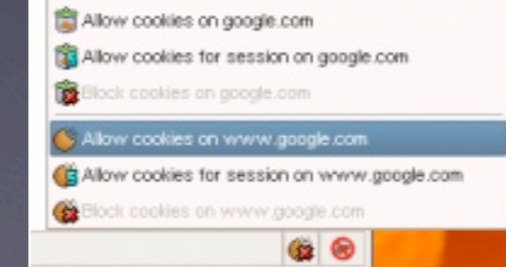 Allow cookies on google.com
Allow cookies for session on google.com
Block cookies on google.com
Allow cookies on www.google.com
Allow cookies for session on www.google.com
Block cookies on www.google.com